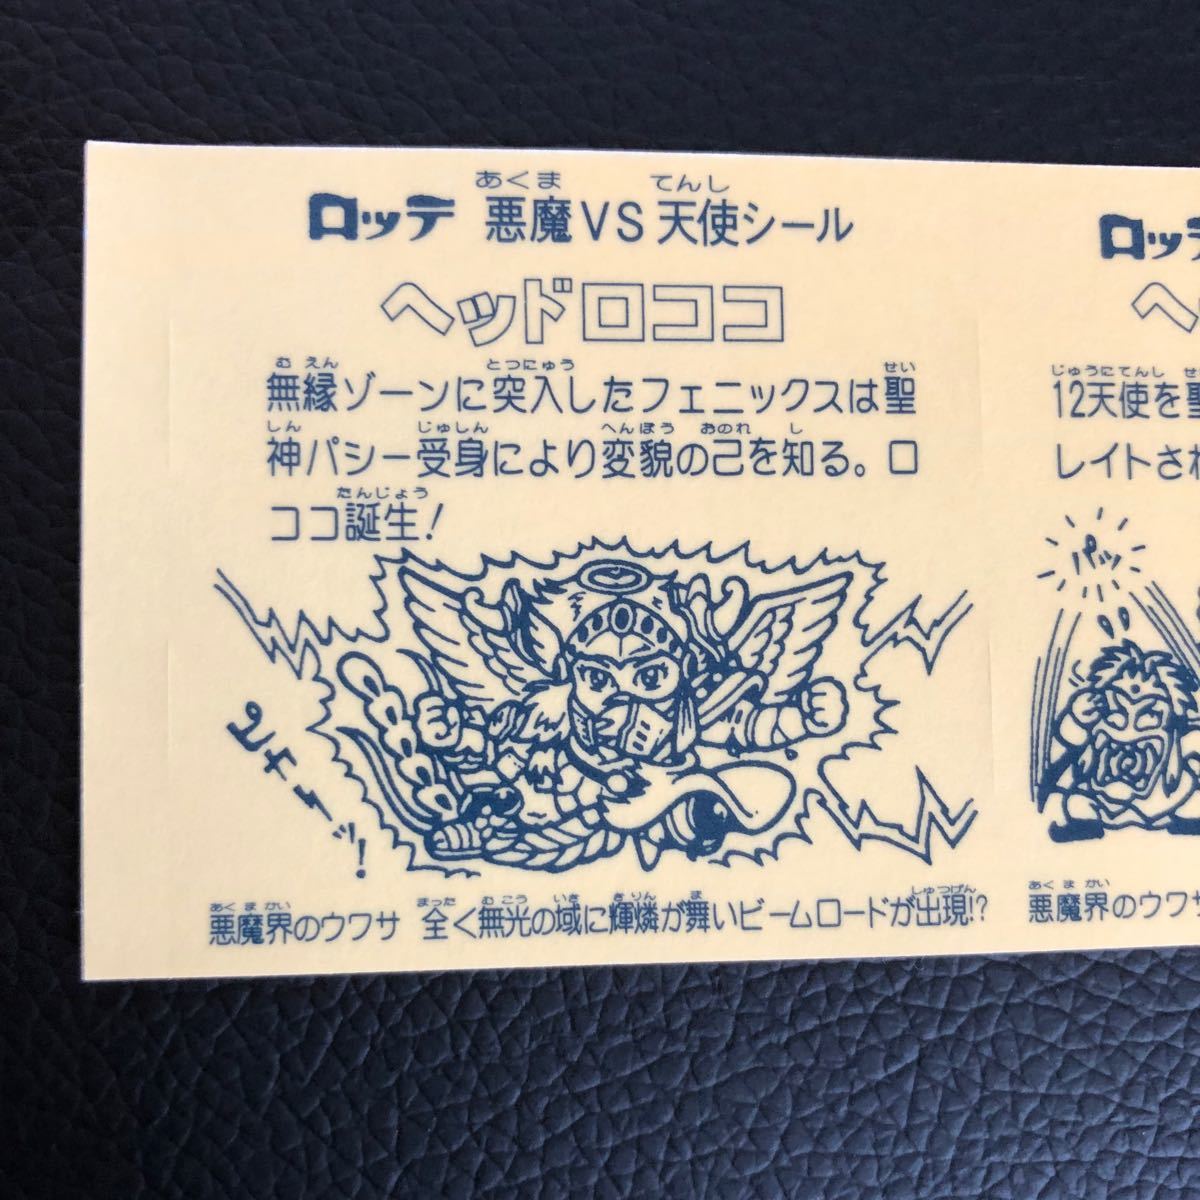 あくま てんし
ロッテ 悪魔VS天使シール
ヘッドロココ
むえん とつにゅう せい
無縁ゾーンに突入したフェニックスは聖
しん じゅしん へんぼう おのれ し
神パシー受身により変貌の己を知る。ロ
たんじょう
ココ誕生!
ピキーッ!
あくまかい まった むこう いき きりん ま しゅつげん
悪魔界のウワサ 全く無光の域に輝燐が舞いビームロードが出現!?
ロッテ
ヘ
じゅうにてんし せ
12天使を聖
レイトされ
パッ
あくまかい
悪魔界のウワサ